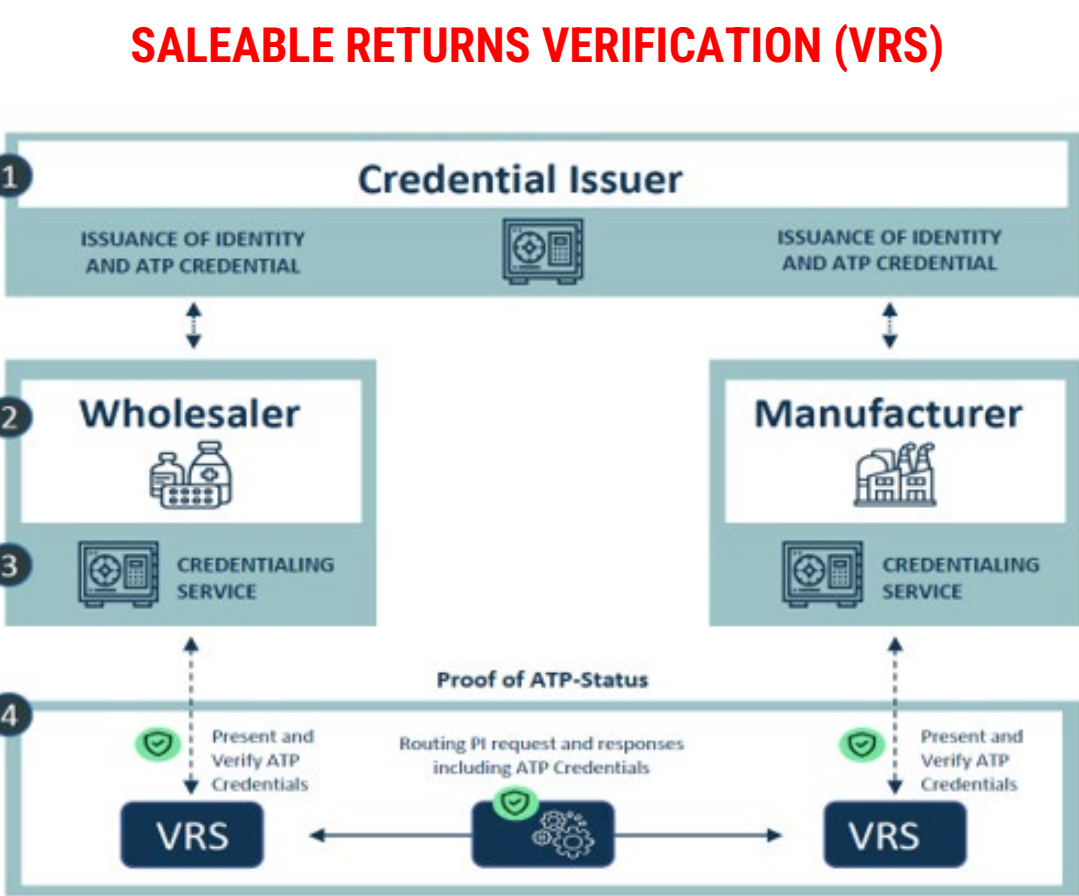 SALEABLE RETURNS VERIFICATION (VRS)
1
Credential Issuer
ISSUANCE OF IDENTITY
AND ATP CREDENTIAL
ISSUANCE OF IDENTITY
AND ATP CREDENTIAL
2
Wholesaler
Manufacturer
3
CREDENTIALING
SERVICE
CREDENTIALING
SERVICE
Proof of ATP-Status
4
Present and
Verify ATP
Credentials
Routing PI request and responses
including ATP Credentials
Present and
Verify ATP
Credentials
VRS
VRS